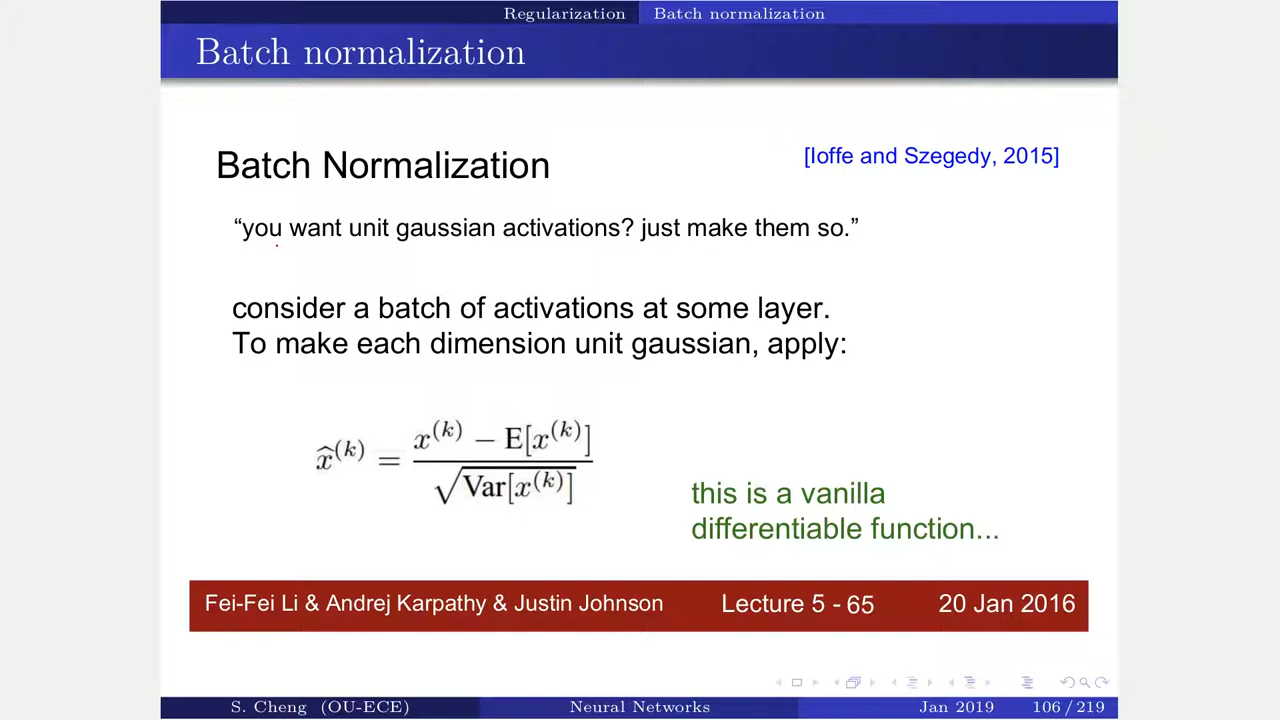 Regularization Batch normalization
Batch normalization
Batch Normalization
[Ioffe and Szegedy, 2015]
“you want unit gaussian activations? just make them so.”
consider a batch of activations at some layer.
To make each dimension unit gaussian, apply:
x̂^(k) = (x^(k) − E[x^(k)]) / √Var[x^(k)]
this is a vanilla
differentiable function...
Fei-Fei Li & Andrej Karpathy & Justin Johnson Lecture 5 - 65 20 Jan 2016
S. Cheng (OU-ECE) Neural Networks Jan 2019 106 / 219